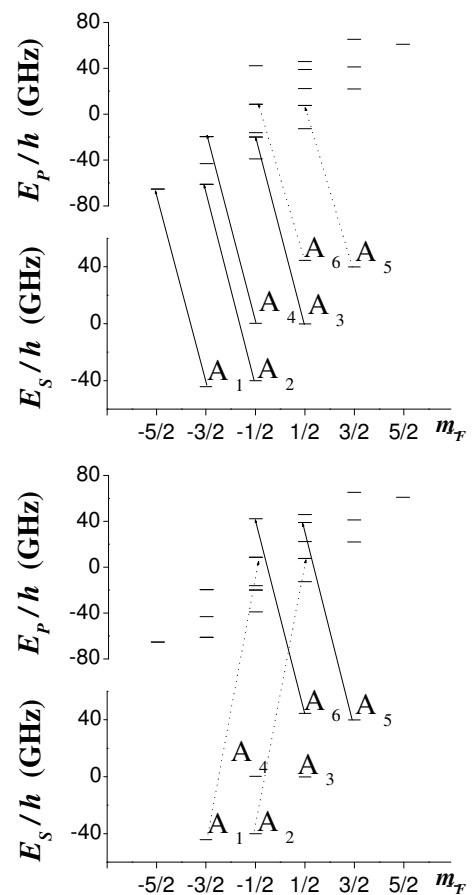 80
40
0
-40
-80
E_P/h (GHz)
A_6
A_5
40
0
-40
E_S/h (GHz)
A_4
A_3
A_1
A_2
-5/2 -3/2 -1/2 1/2 3/2 5/2 m_F
80
40
0
-40
-80
E_P/h (GHz)
A_6
A_5
40
0
-40
E_S/h (GHz)
A_4
A_3
A_1
A_2
-5/2 -3/2 -1/2 1/2 3/2 5/2 m_F